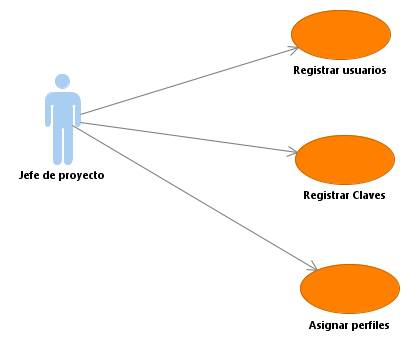 Registrar usuarios
Jefe de proyecto
Registrar Claves
Asignar perfiles